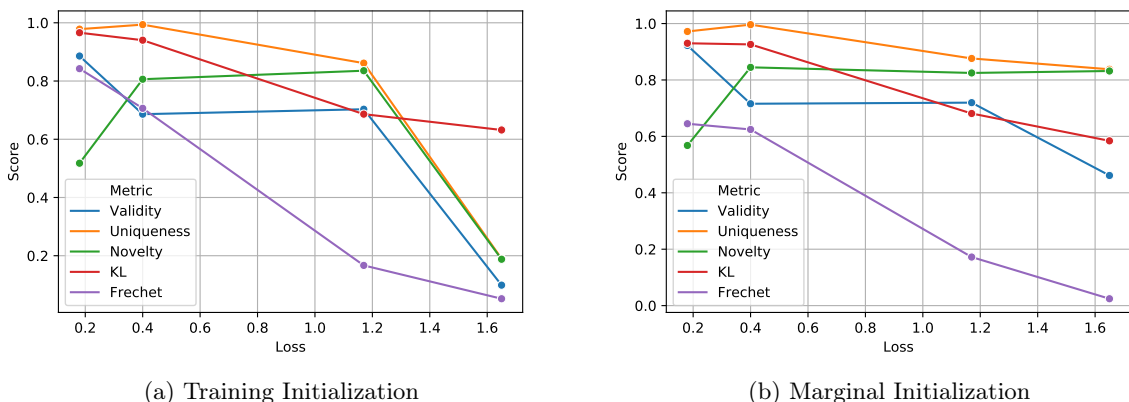 1.0
0.8
0.6
0.4
0.2
Score
Metric
Validity
Uniqueness
Novelty
KL
Frechet
0.2 0.4 0.6 0.8 1.0 1.2 1.4 1.6
Loss
(a) Training Initialization
1.0
0.8
0.6
0.4
0.2
0.0
Score
Metric
Validity
Uniqueness
Novelty
KL
Frechet
0.2 0.4 0.6 0.8 1.0 1.2 1.4 1.6
Loss
(b) Marginal Initialization